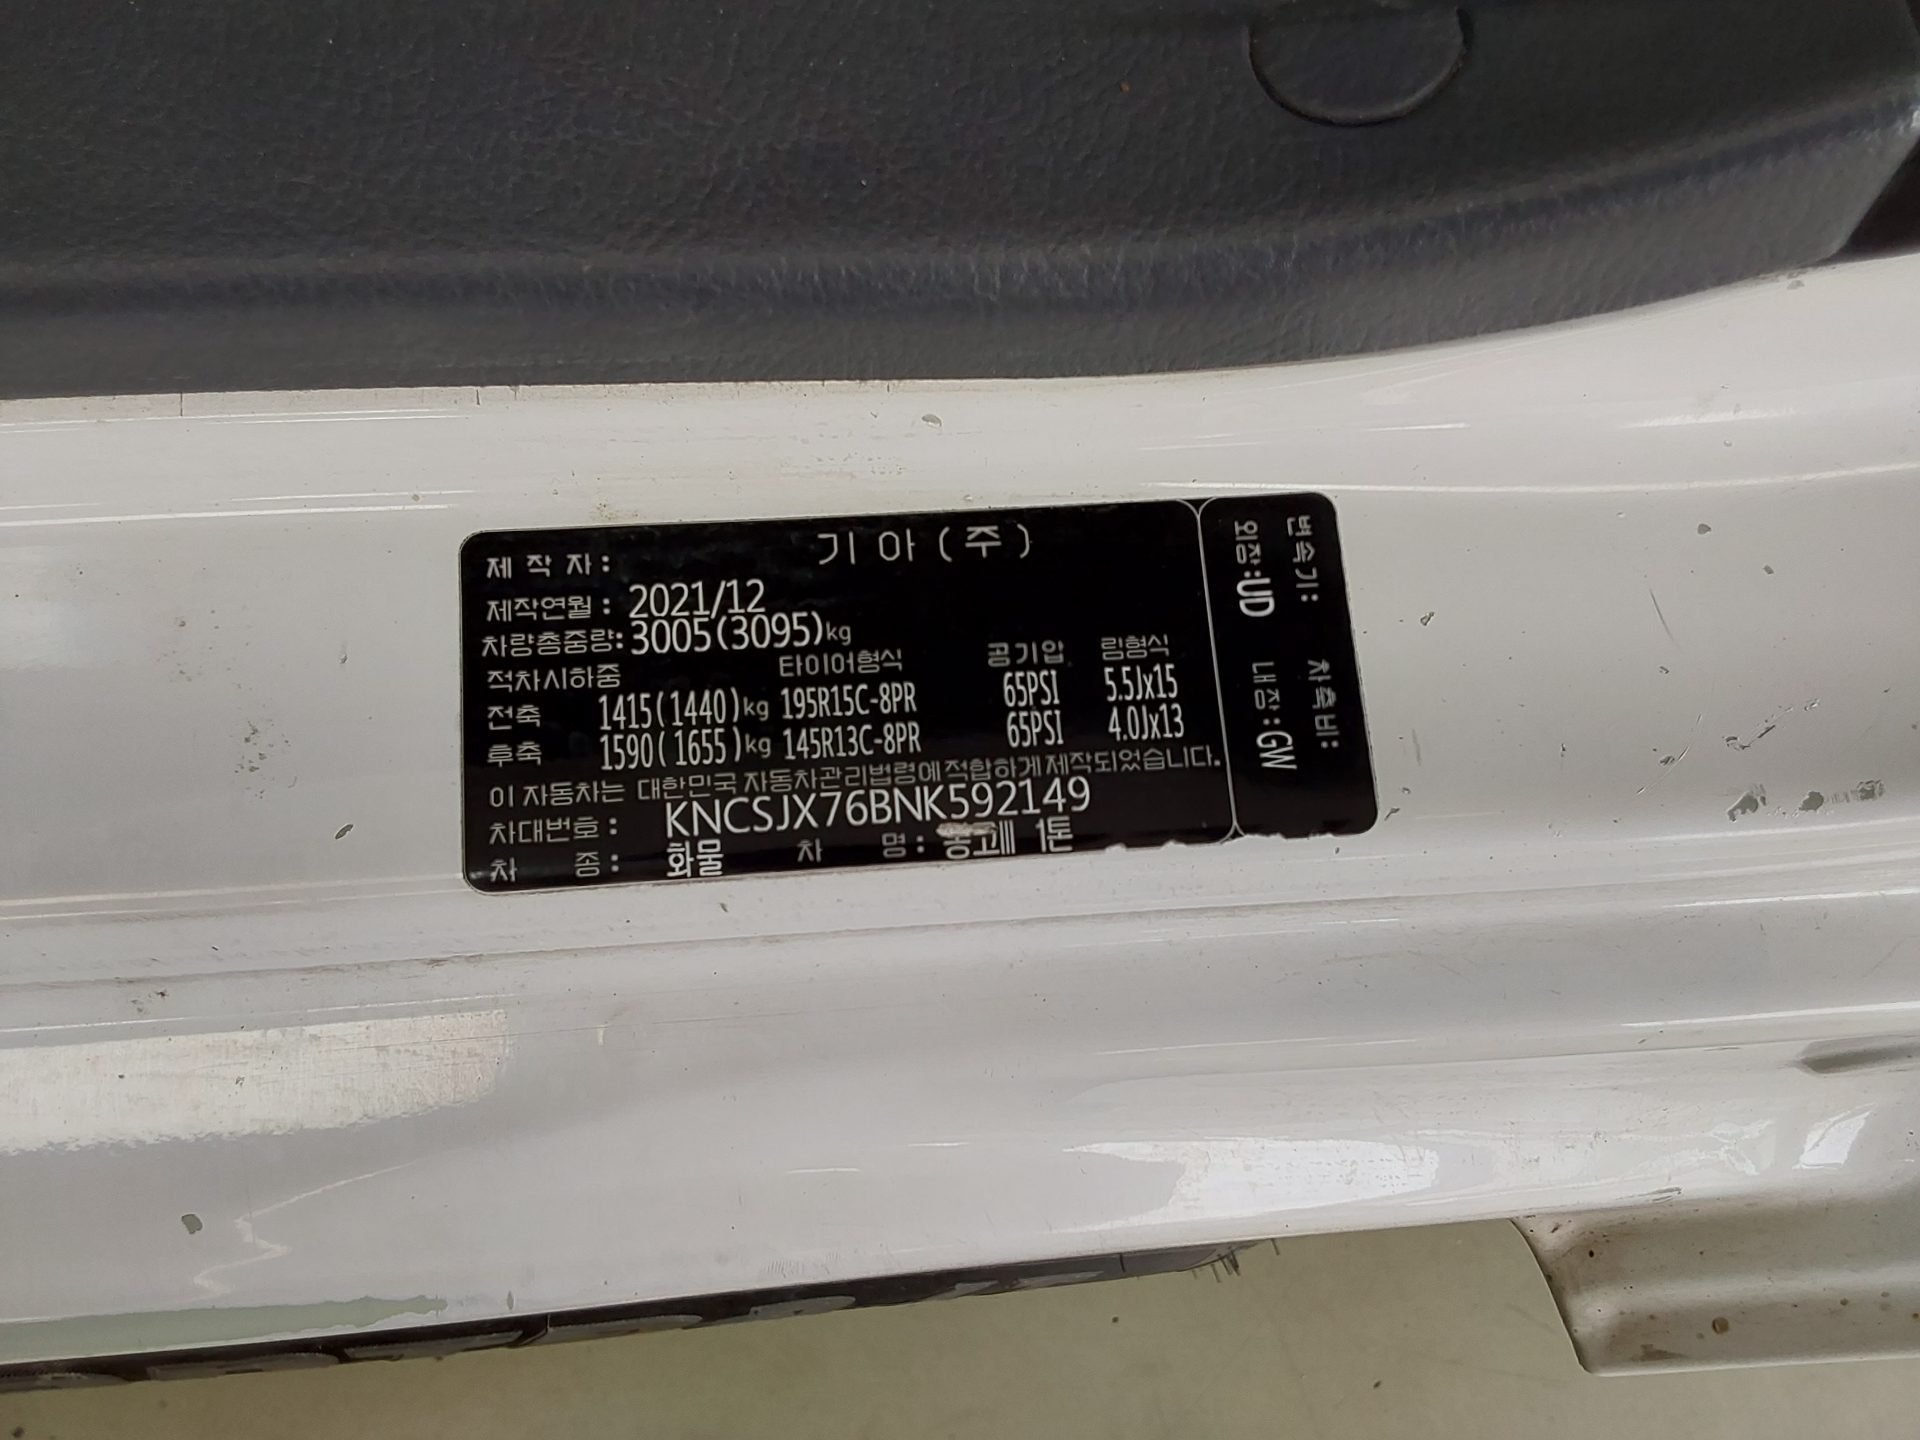 제 작 자 : 기 아 ( 주 )
제작연월 : 2021/12
차량총중량: 3005(3095)kg
적차시하중 타이어형식 공기압 림형식
전축 1415(1440)kg 195R15C-8PR 65PSI 5.5Jx15
후축 1590(1655)kg 145R13C-8PR 65PSI 4.0Jx13
이 자동차는 대한민국 자동차관리법령에 적합하게 제작되었습니다.
차대번호 : KNCSJX76BNK592149
차 종 : 화물 차 명 : 봉고Ⅲ 1톤
변속기: 차축비:
외장:UD 내장:GW